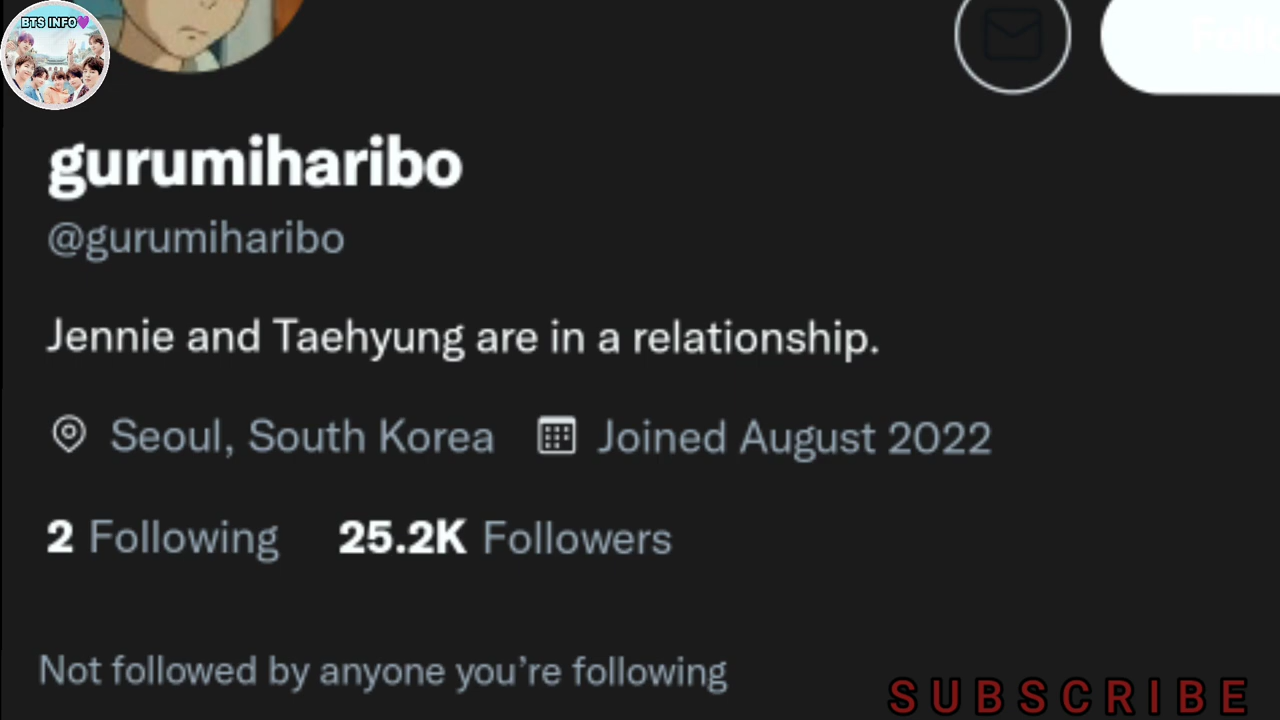 BTS INFO💜
gurumiharibo
@gurumiharibo
Jennie and Taehyung are in a relationship.
Seoul, South Korea Joined August 2022
2 Following 25.2K Followers
Not followed by anyone you’re following
SUBSCRIBE